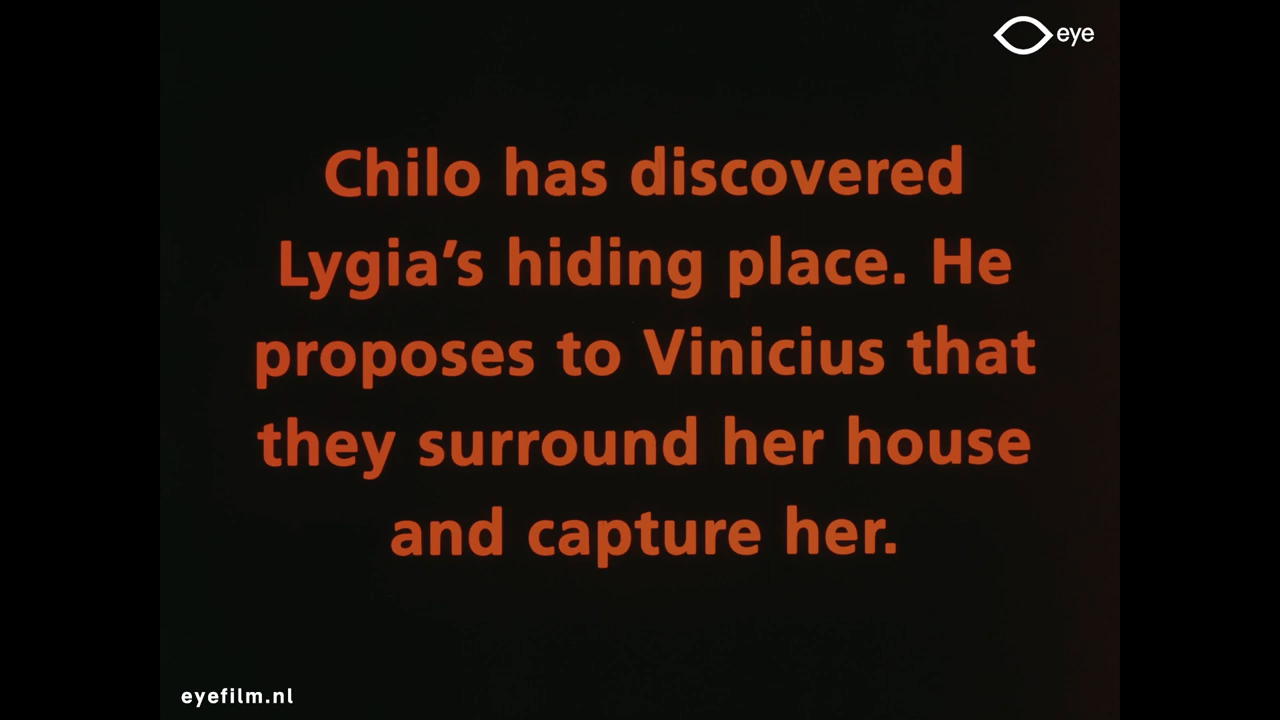 eye
Chilo has discovered
Lygia’s hiding place. He
proposes to Vinicius that
they surround her house
and capture her.
eyefilm.nl